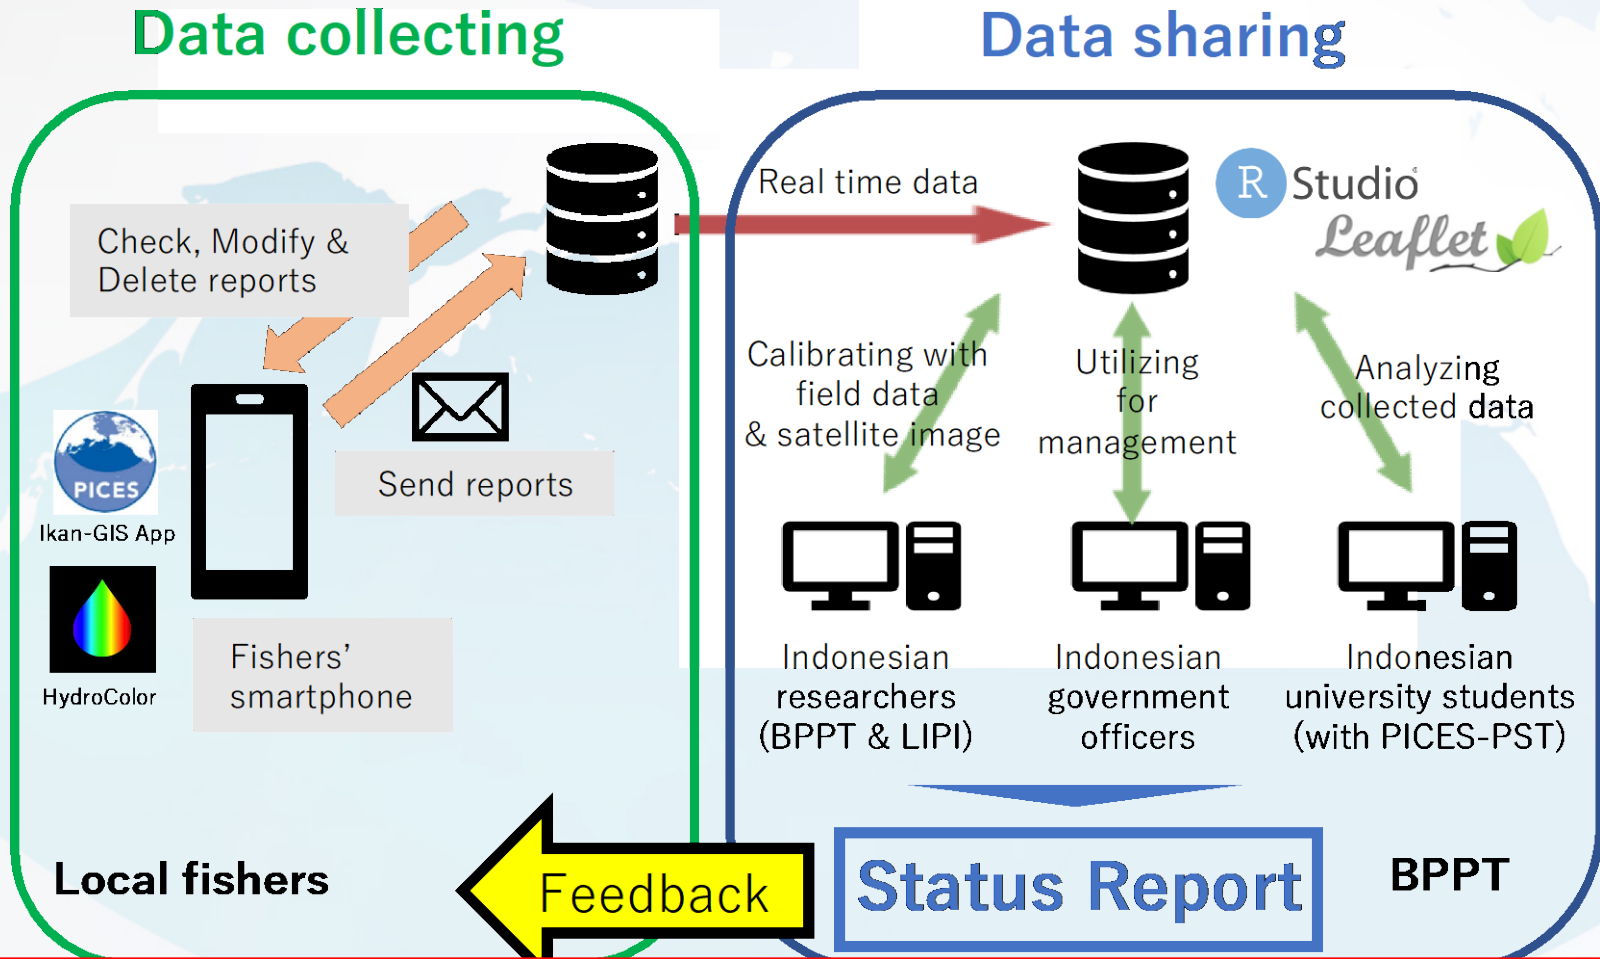 Data collecting
Data sharing
Real time data
R Studio
Leaflet
Check, Modify &
Delete reports
Calibrating with
field data
& satellite image
Utilizing
for
management
Analyzing
collected data
PICES
Ikan-GIS App
Send reports
HydroColor
Fishers'
smartphone
Indonesian
researchers
(BPPT & LIPI)
Indonesian
government
officers
Indonesian
university students
(with PICES-PST)
Local fishers
Feedback
Status Report
BPPT